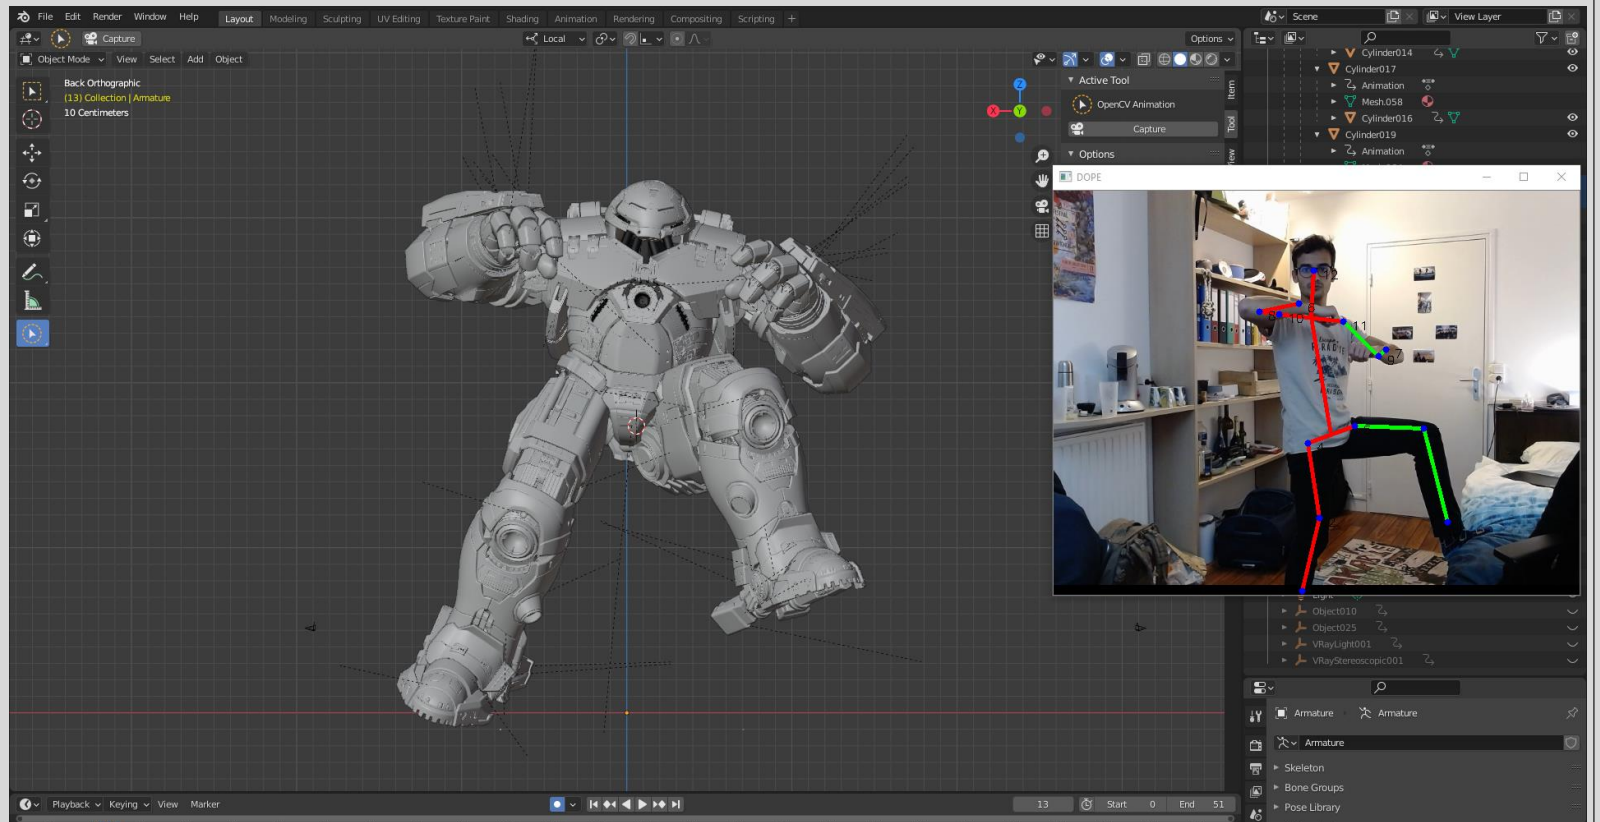 File Edit Render Window Help
Layout Modeling Sculpting UV Editing Texture Paint Shading Animation Rendering Compositing Scripting +
Scene
View Layer
Capture
Local
Options
Object Mode View Select Add Object
Back Orthographic
(13) Collection | Armature
10 Centimeters
Z
X
Y
Active Tool
OpenCV Animation
Capture
Options
Item
Tool
Cylinder014
Cylinder017
Animation
Mesh.058
Cylinder016
Cylinder019
Animation
DOPE
Object010
Object025
VRayLight001
VRayStereoscopic001
Armature Armature
Armature
Skeleton
Bone Groups
Pose Library
Playback Keying View Marker
13
Start 0
End 51